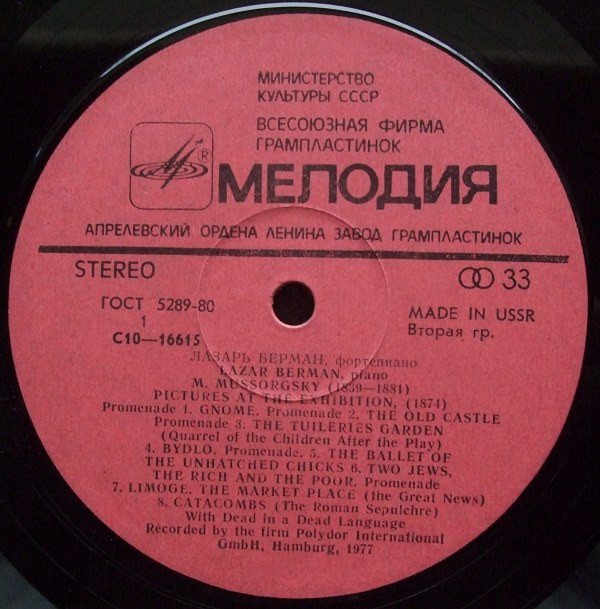 МИНИСТЕРСТВО
КУЛЬТУРЫ СССР
ВСЕСОЮЗНАЯ ФИРМА
ГРАМПЛАСТИНОК
®
МЕЛОДИЯ
АПРЕЛЕВСКИЙ ОРДЕНА ЛЕНИНА ЗАВОД ГРАМПЛАСТИНОК
STEREO
33
ГОСТ 5289-80
MADE IN USSR
1
Вторая гр.
С10—16615
ЛАЗАРЬ БЕРМАН, фортепиано
LAZAR BERMAN, piano
M. MUSSORGSKY (1839—1881)
PICTURES AT THE EXHIBITION, (1874)
Promenade 1. GNOME. Promenade 2. THE OLD CASTLE
Promenade 3. THE TUILERIES GARDEN
(Quarrel of the Children After the Play)
4. BYDLO. Promenade. 5. THE BALLET OF
THE UNHATCHED CHICKS 6. TWO JEWS,
THE RICH AND THE POOR. Promenade
7. LIMOGE. THE MARKET PLACE (the Great News)
8. CATACOMBS (The Roman Sepulchre)
With Dead in a Dead Language
Recorded by the firm Polydor International
GmbH, Hamburg, 1977